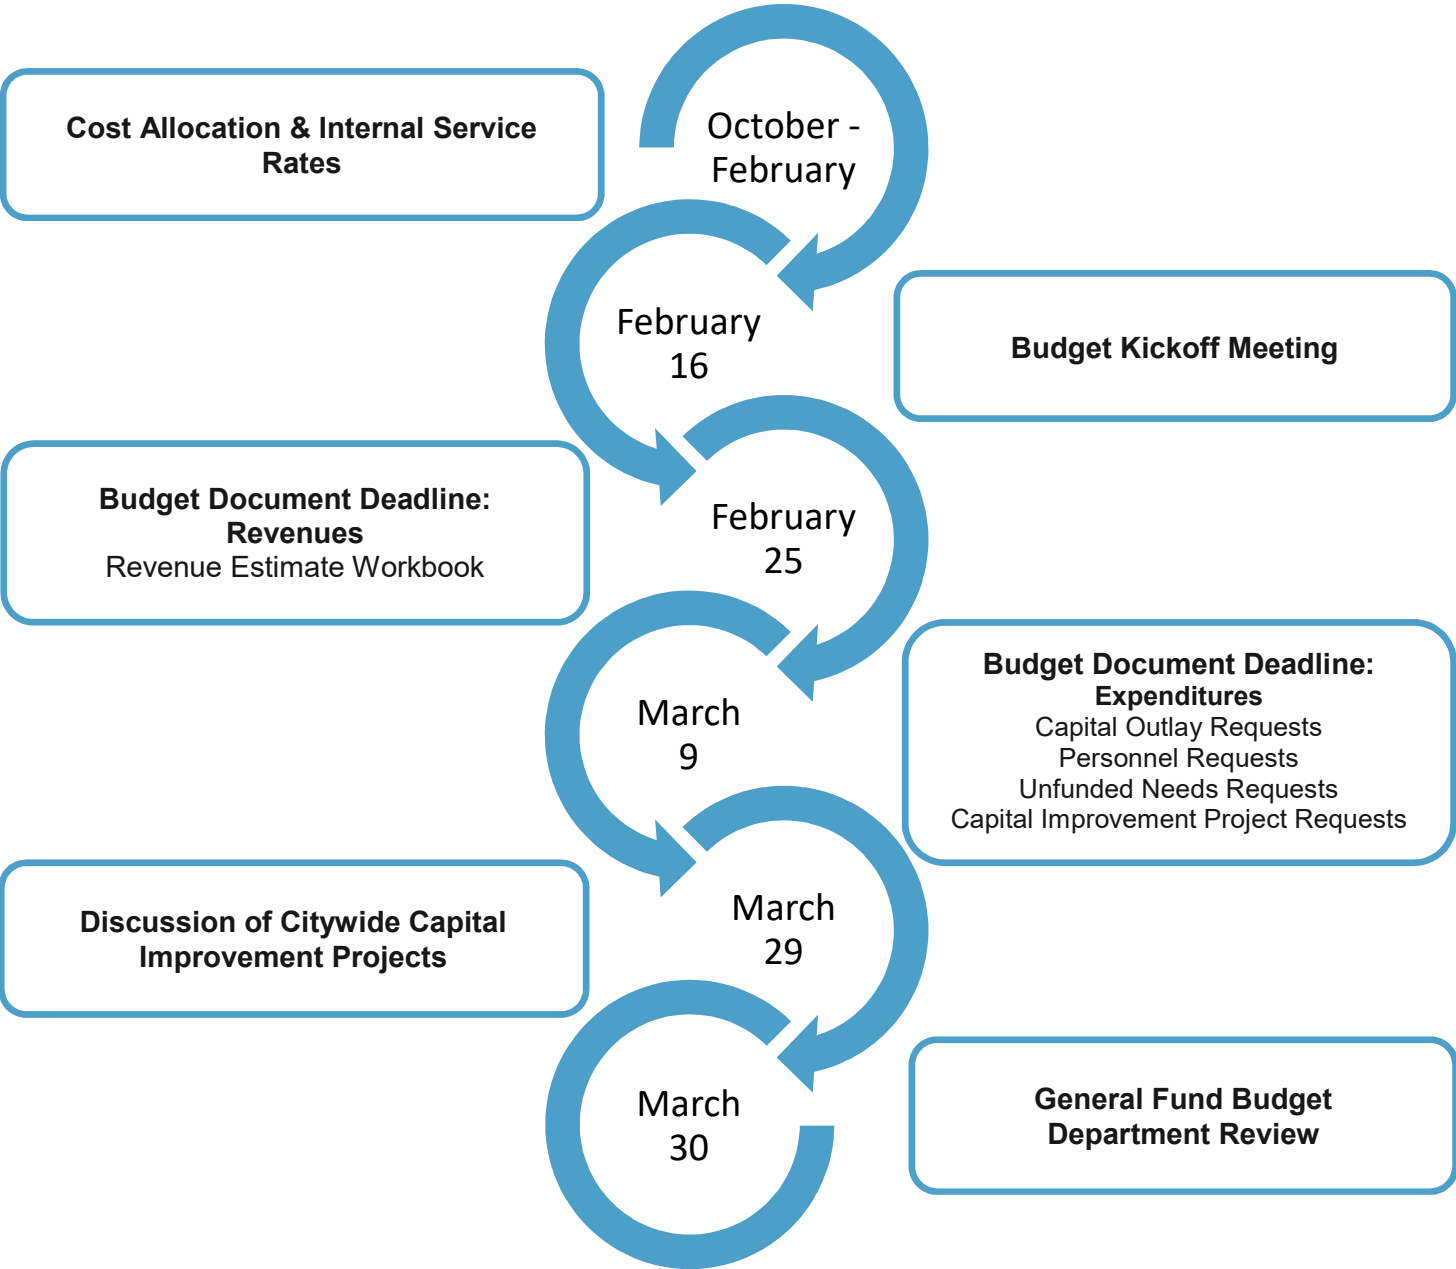 Cost Allocation & Internal Service
Rates
October -
February
February
16
Budget Kickoff Meeting
Budget Document Deadline:
Revenues
Revenue Estimate Workbook
February
25
March
9
Budget Document Deadline:
Expenditures
Capital Outlay Requests
Personnel Requests
Unfunded Needs Requests
Capital Improvement Project Requests
Discussion of Citywide Capital
Improvement Projects
March
29
March
30
General Fund Budget
Department Review